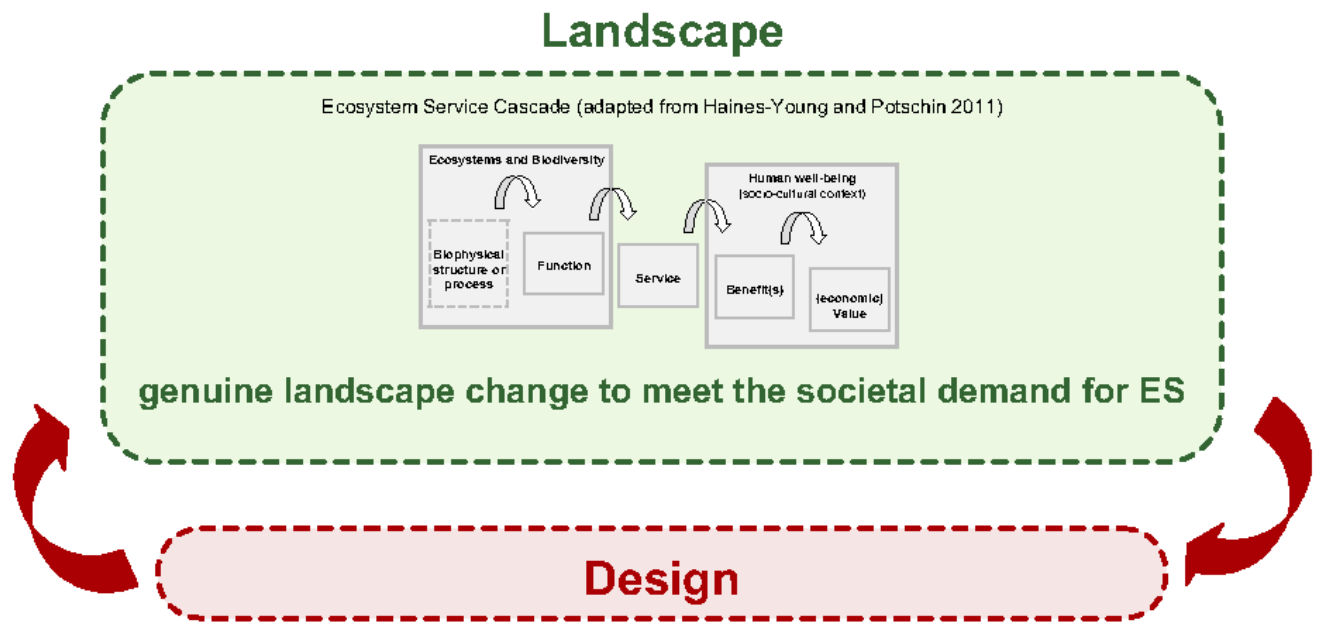 Landscape
Ecosystem Service Cascade (adapted from Haines-Young and Potschin 2011)
Ecosystems and Biodiversity
Human well-being
(socio-cultural context)
Biophysical
structure or
process
Function
Service
Benefit(s)
(economic)
Value
genuine landscape change to meet the societal demand for ES
Design